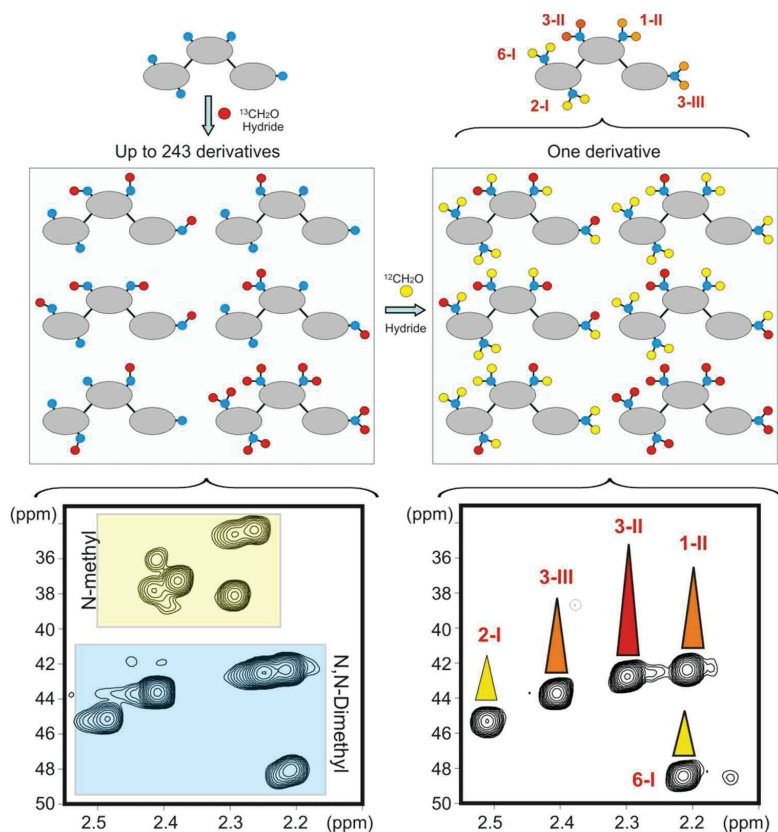 3-II
1-II
6-I
2-I
3-III
¹³CH₂O
Hydride
Up to 243 derivatives
One derivative
¹²CH₂O
Hydride
(ppm)
36
38
40
42
44
46
48
50
N-methyl
N,N-Dimethyl
2.5
2.4
2.3
2.2
(ppm)
(ppm)
36
38
40
42
44
46
48
50
3-II
1-II
3-III
2-I
6-I
2.5
2.4
2.3
2.2
(ppm)